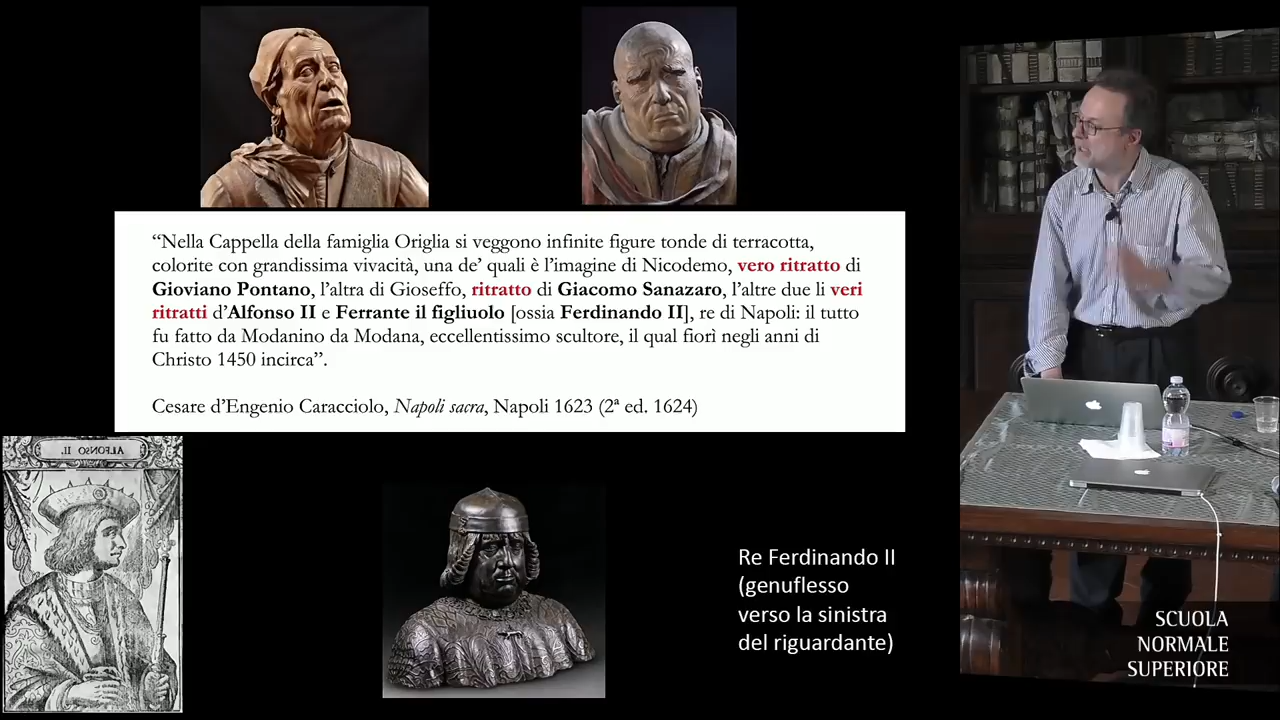 “Nella Cappella della famiglia Origlia si veggono infinite figure tonde di terracotta,
colorite con grandissima vivacità, una de’ quali è l’imagine di Nicodemo, vero ritratto di
Gioviano Pontano, l’altra di Gioseffo, ritratto di Giacomo Sanazaro, l’altre due li veri
ritratti d’Alfonso II e Ferrante il figliuolo [ossia Ferdinando II], re di Napoli: il tutto
fu fatto da Modanino da Modana, eccellentissimo scultore, il qual fiorì negli anni di
Christo 1450 incirca”.
Cesare d’Engenio Caracciolo, Napoli sacra, Napoli 1623 (2ª ed. 1624)
ALFONSO II.
Re Ferdinando II
(genuflesso
verso la sinistra
del riguardante)
SCUOLA
NORMALE
SUPERIORE